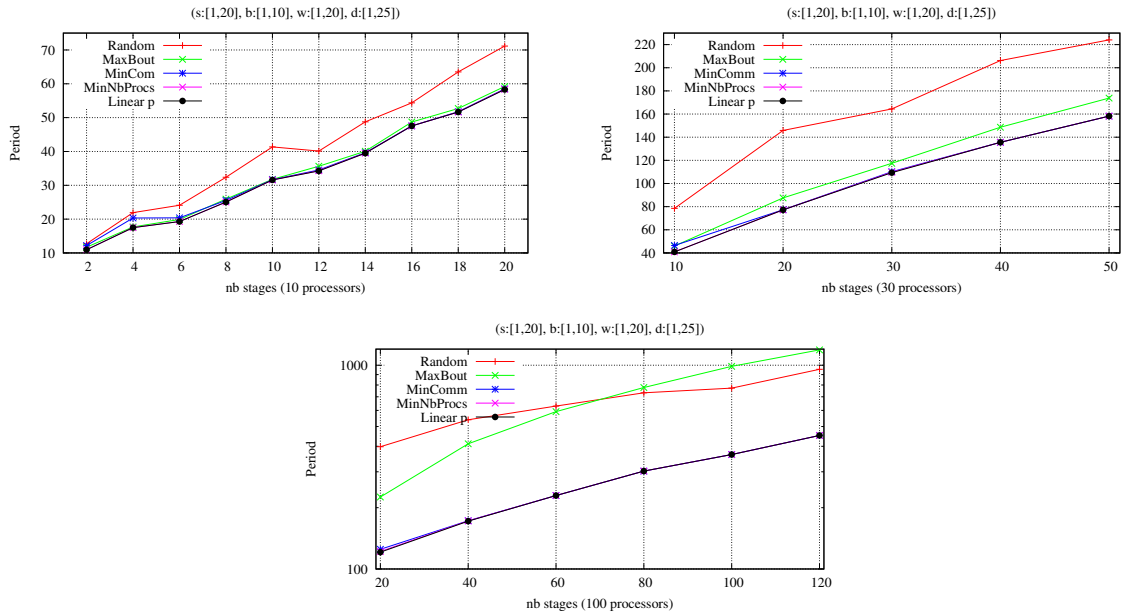 (s:[1,20], b:[1,10], w:[1,20], d:[1,25])
70
60
50
40
30
20
10
Period
Random
MaxBout
MinCom
MinNbProcs
Linear p
2 4 6 8 10 12 14 16 18 20
nb stages (10 processors)
(s:[1,20], b:[1,10], w:[1,20], d:[1,25])
220
200
180
160
140
120
100
80
60
40
Period
Random
MaxBout
MinComm
MinNbProcs
Linear p
10 20 30 40 50
nb stages (30 processors)
(s:[1,20], b:[1,10], w:[1,20], d:[1,25])
1000
100
Period
Random
MaxBout
MinComm
MinNbProcs
Linear p
20 40 60 80 100 120
nb stages (100 processors)